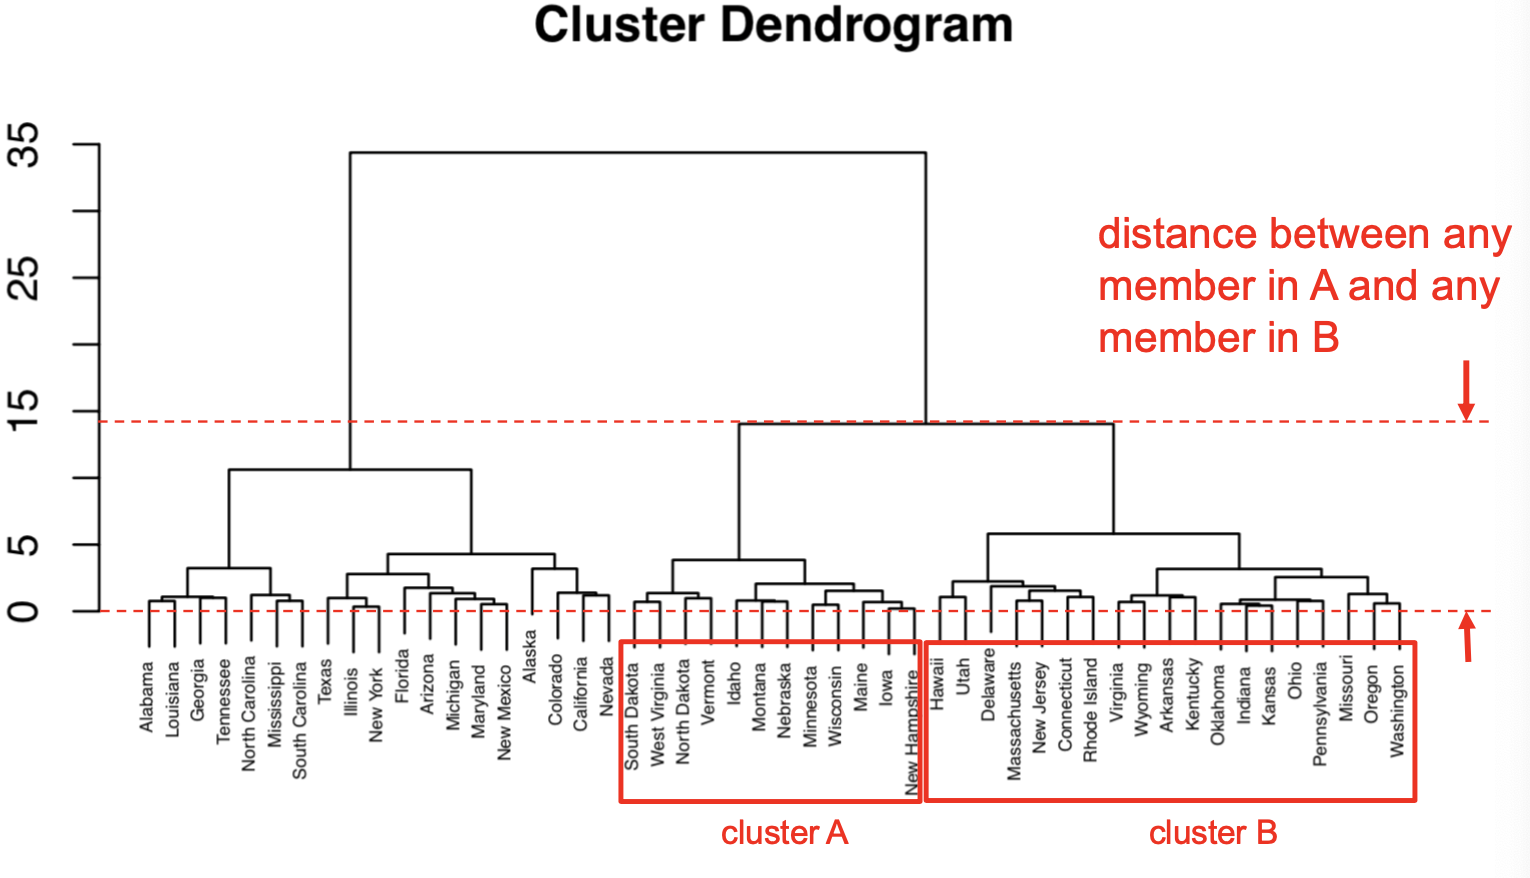 Cluster Dendrogram
35
25
15
5
0
distance between any
member in A and any
member in B
Alabama
Louisiana
Georgia
Tennessee
North Carolina
Mississippi
South Carolina
Texas
Illinois
New York
Florida
Arizona
Michigan
Maryland
New Mexico
Alaska
Colorado
California
Nevada
South Dakota
West Virginia
North Dakota
Vermont
Idaho
Montana
Nebraska
Minnesota
Wisconsin
Maine
Iowa
New Hampshire
Hawaii
Utah
Delaware
Massachusetts
New Jersey
Connecticut
Rhode Island
Virginia
Wyoming
Arkansas
Kentucky
Oklahoma
Indiana
Kansas
Ohio
Pennsylvania
Missouri
Oregon
Washington
cluster A
cluster B